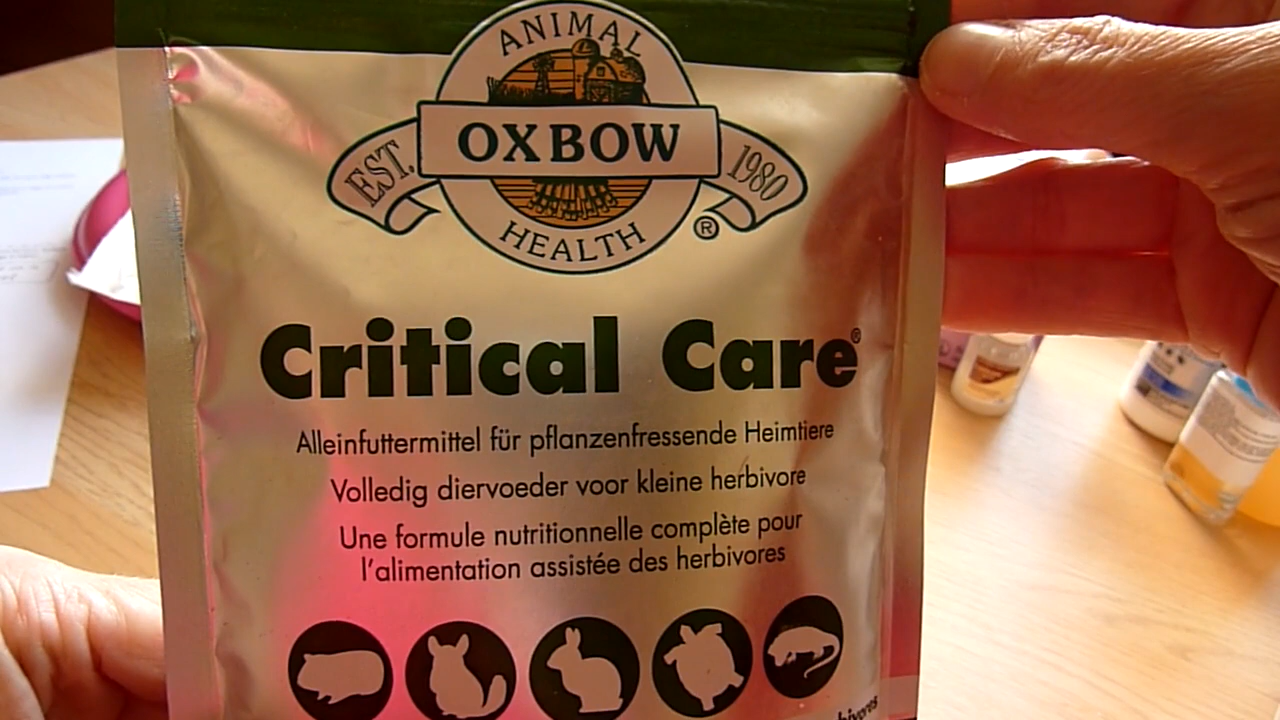 ANIMAL
EST. OXBOW 1980
HEALTH ®
Critical Care®
Alleinfuttermittel für pflanzenfressende Heimtiere
Volledig diervoeder voor kleine herbivore
Une formule nutritionnelle complète pour
l'alimentation assistée des herbivores